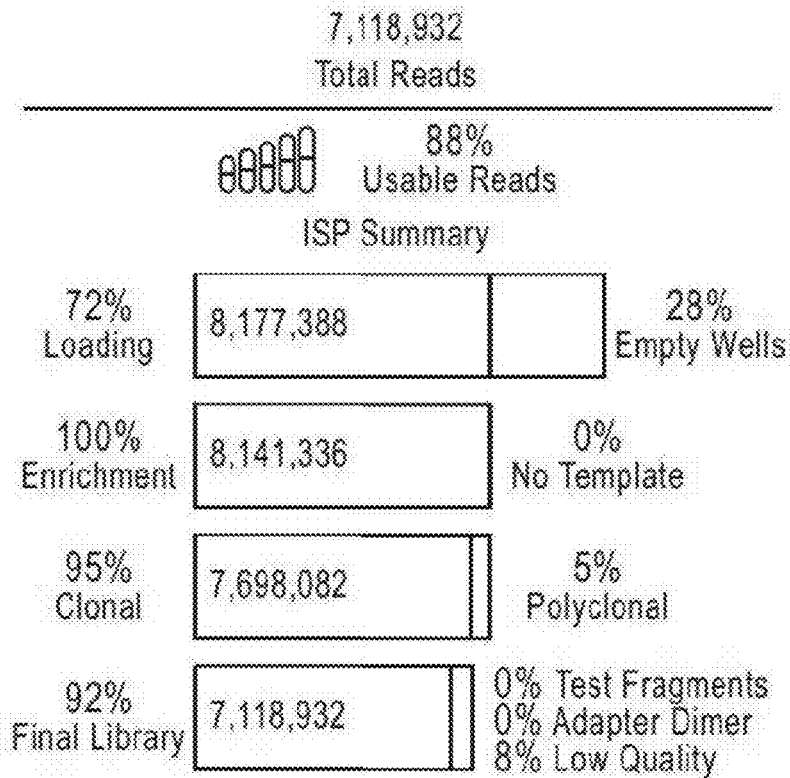 7,118,932
Total Reads
88%
Usable Reads
ISP Summary
72%
Loading
8,177,388
28%
Empty Wells
100%
Enrichment
8,141,336
0%
No Template
95%
Clonal
7,698,082
5%
Polyclonal
92%
Final Library
7,118,932
0% Test Fragments
0% Adapter Dimer
8% Low Quality